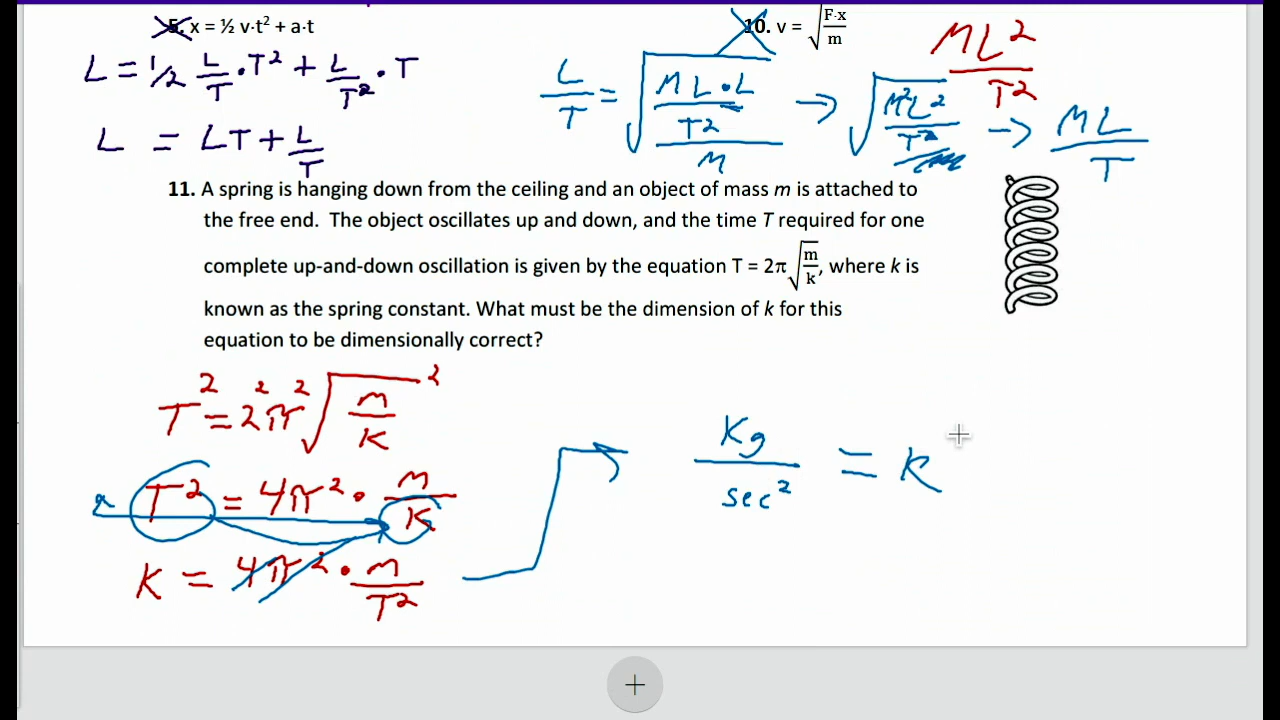 5. x = ½ v·t² + a·t
L = 1/2 L/T · T² + L/T² · T
L = LT + L/T
10. v = √(F·x/m)
ML²/T²
L/T = √((ML·L/T²)/M) → √(M²L²/T²) → ML/T
11. A spring is hanging down from the ceiling and an object of mass m is attached to
the free end. The object oscillates up and down, and the time T required for one
complete up-and-down oscillation is given by the equation T = 2π √(m/k), where k is
known as the spring constant. What must be the dimension of k for this
equation to be dimensionally correct?
T² = 2²π² √(m/K)²
T² = 4π² · m/K
K = 4π² · m/T²
Kg/sec² = K